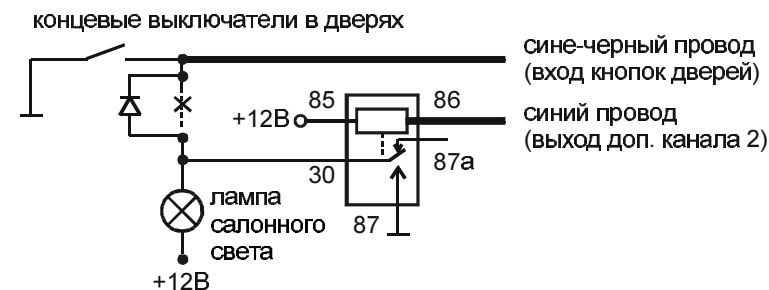 концевые выключатели в дверях
сине-черный провод
(вход кнопок дверей)
85
86
+12В
синий провод
(выход доп. канала 2)
30
87а
лампа
салонного
света
87
+12В